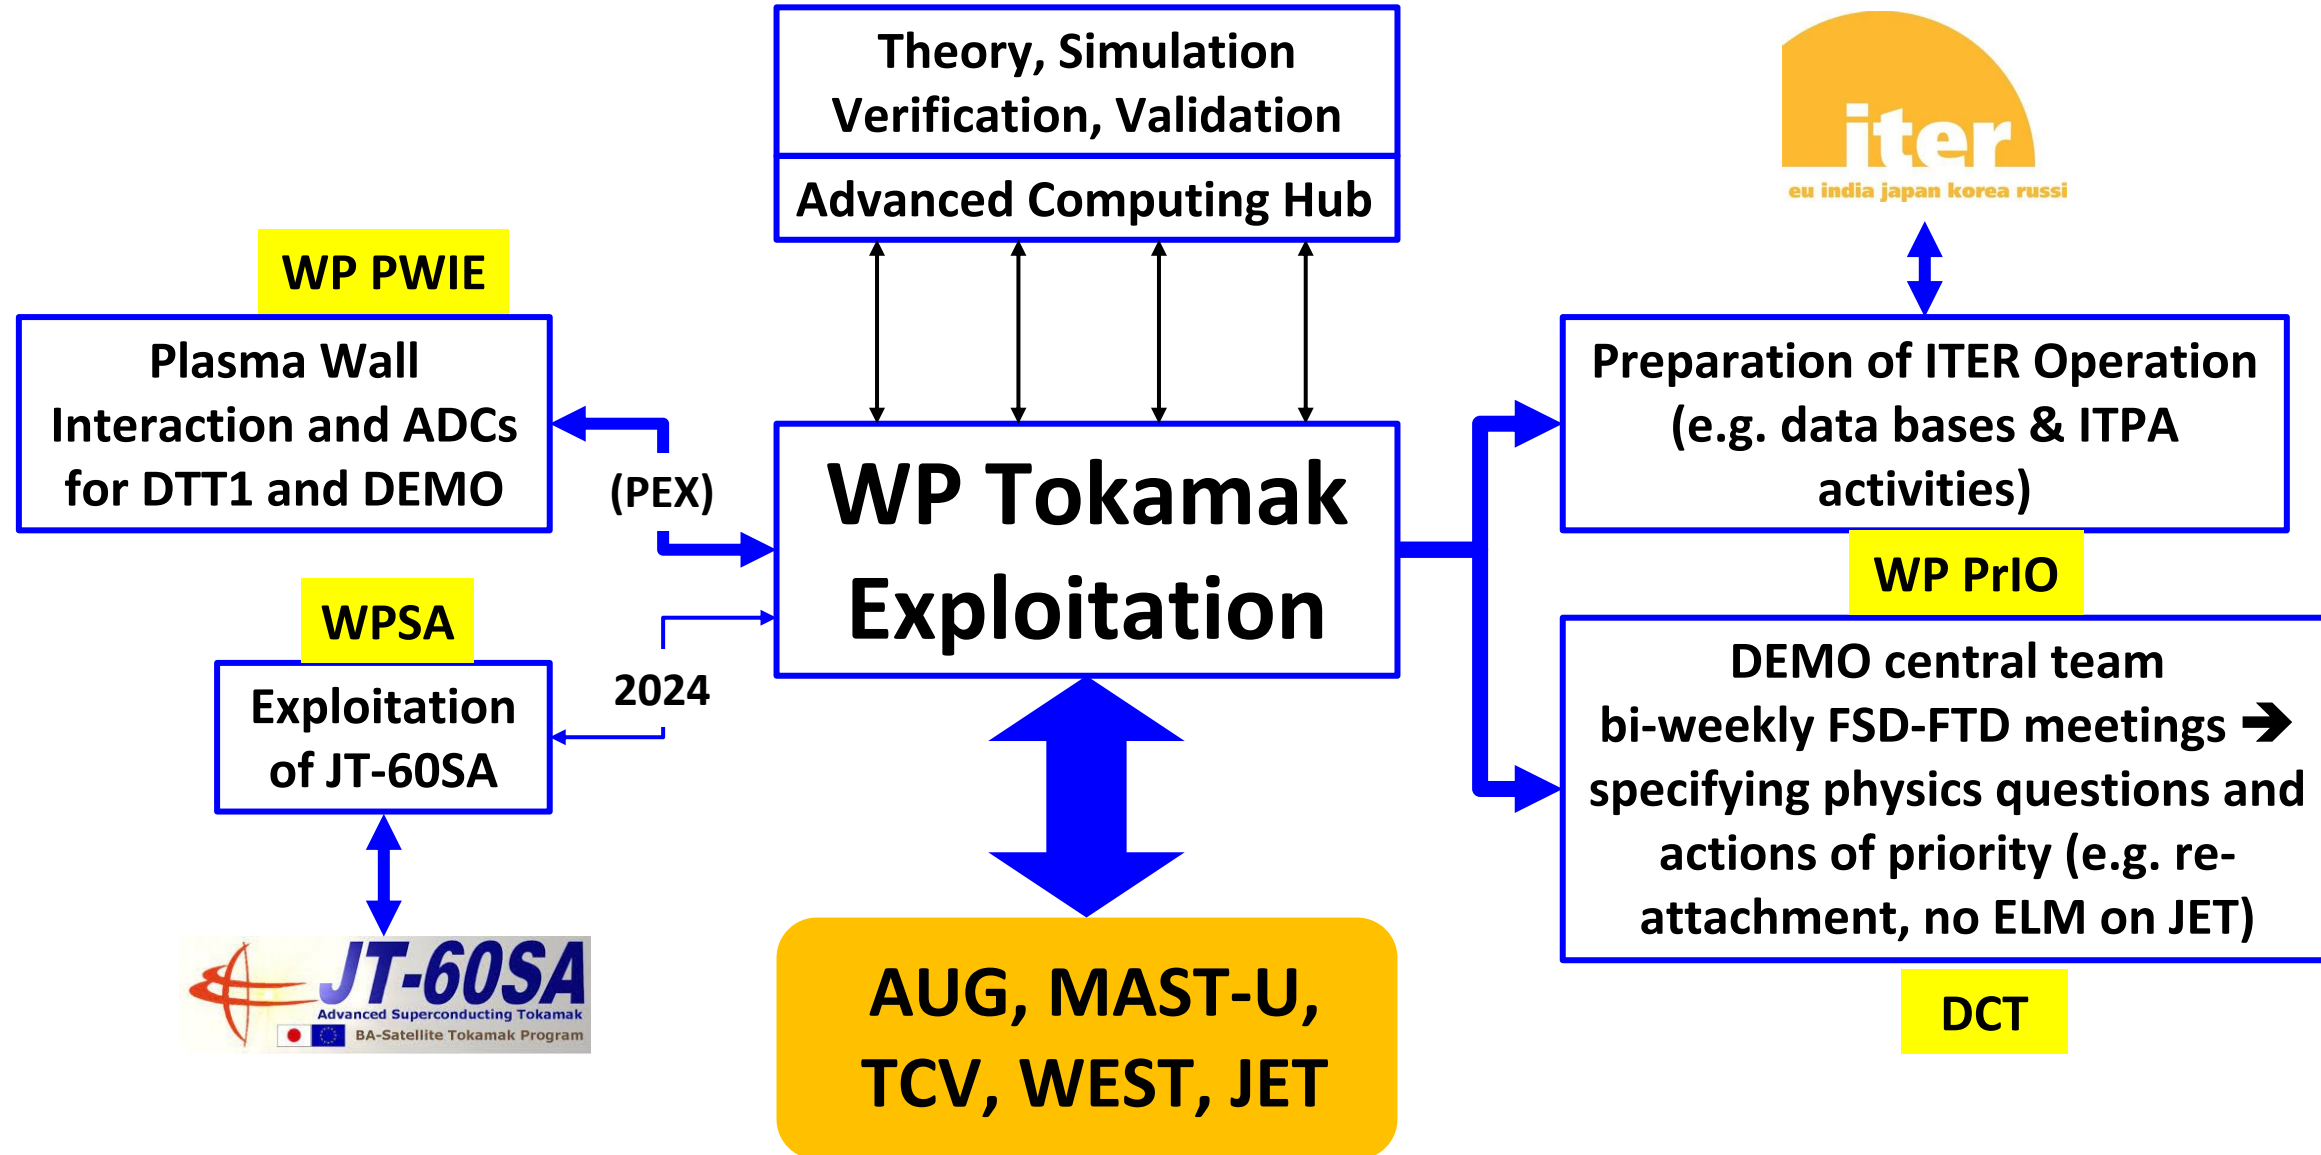 Theory, Simulation
Verification, Validation
Advanced Computing Hub
iter
eu india japan korea russi
WP PWIE
Plasma Wall
Interaction and ADCs
for DTT1 and DEMO
(PEX)
WP Tokamak
Exploitation
Preparation of ITER Operation
(e.g. data bases & ITPA
activities)
WP PrIO
WPSA
Exploitation
of JT-60SA
2024
DEMO central team
bi-weekly FSD-FTD meetings ➔
specifying physics questions and
actions of priority (e.g. re-
attachment, no ELM on JET)
DCT
JT-60SA
Advanced Superconducting Tokamak
BA-Satellite Tokamak Program
AUG, MAST-U,
TCV, WEST, JET